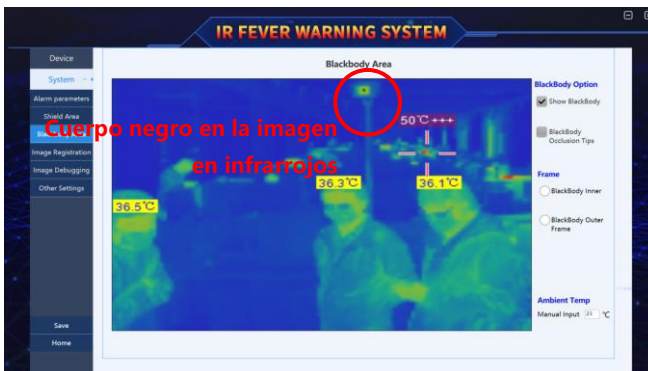 IR FEVER WARNING SYSTEM
Device
System
Alarm parameters
Shield Area
Image Registration
Image Debugging
Other Settings
Save
Home
Blackbody Area
Cuerpo negro en la imagen
en infrarrojos
50℃+++
36.3℃
36.1℃
36.5℃
BlackBody Option
Show BlackBody
BlackBody
Occlusion Tips
Frame
BlackBody Inner
BlackBody Outer
Frame
Ambient Temp
Manual Input
℃